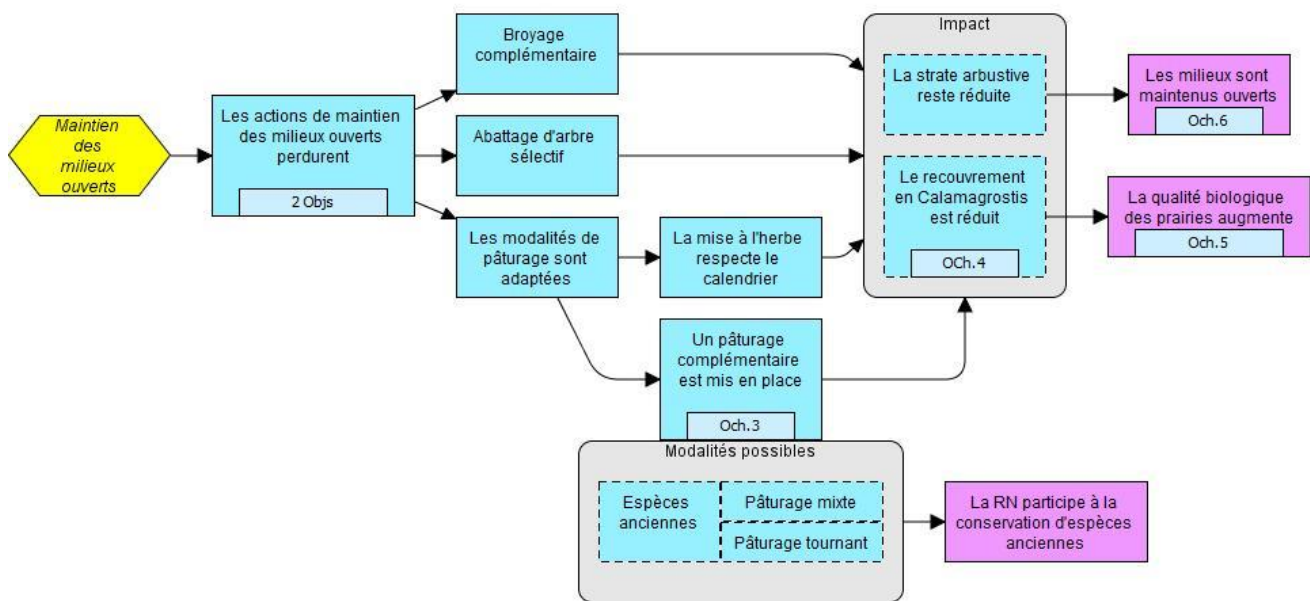 Maintien
des
milieux
ouverts
Les actions de maintien
des milieux ouverts
perdurent
2 Objs
Broyage
complémentaire
Abattage d'arbre
sélectif
Les modalités de
pâturage sont
adaptées
La mise à l'herbe
respecte le
calendrier
Un pâturage
complémentaire
est mis en place
Och.3
Modalités possibles
Espèces
anciennes
Pâturage mixte
Pâturage tournant
Impact
La strate arbustive
reste réduite
Le recouvrement
en Calamagrostis
est réduit
OCh.4
Les milieux sont
maintenus ouverts
Och.6
La qualité biologique
des prairies augmente
Och.5
La RN participe à la
conservation d'espèces
anciennes